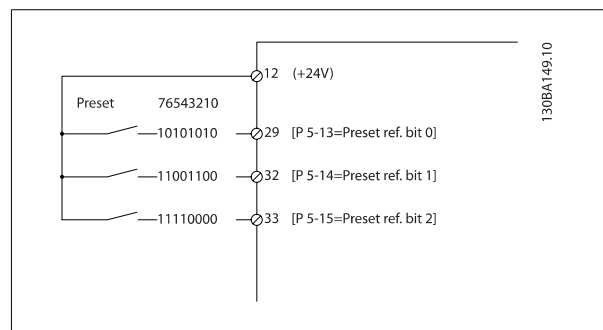 12 (+24V)
Preset 76543210
10101010 29 [P 5-13=Preset ref. bit 0]
11001100 32 [P 5-14=Preset ref. bit 1]
11110000 33 [P 5-15=Preset ref. bit 2]
130BA149.10